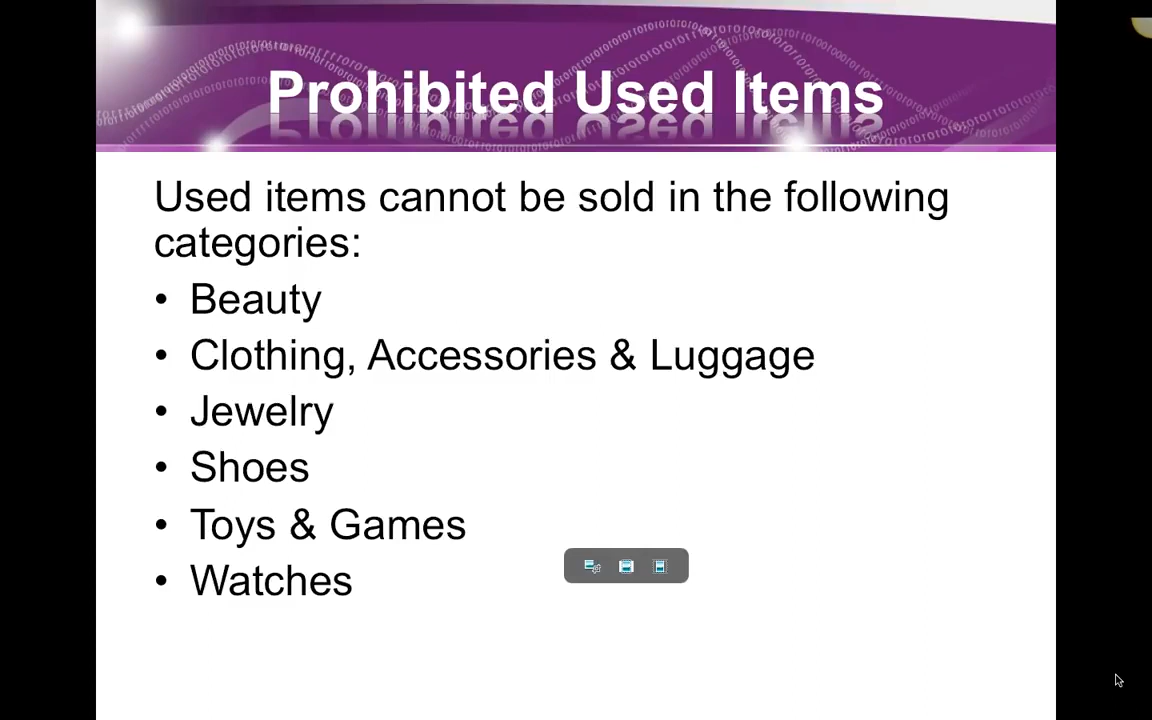 Prohibited Used Items
Used items cannot be sold in the following
categories:
• Beauty
• Clothing, Accessories & Luggage
• Jewelry
• Shoes
• Toys & Games
• Watches